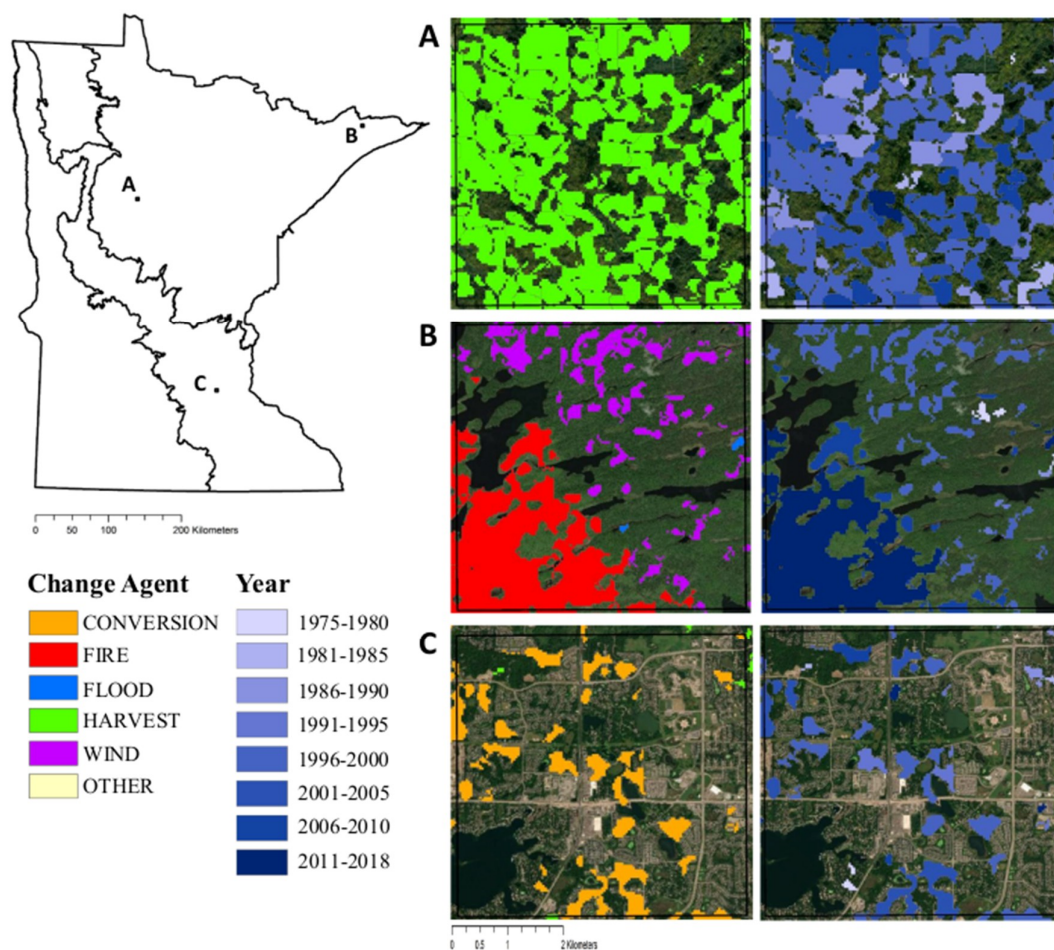 A
B
C
0 50 100 200 Kilometers
Change Agent
CONVERSION
FIRE
FLOOD
HARVEST
WIND
OTHER
Year
1975-1980
1981-1985
1986-1990
1991-1995
1996-2000
2001-2005
2006-2010
2011-2018
A
B
C
0 0.5 1 2 Kilometers